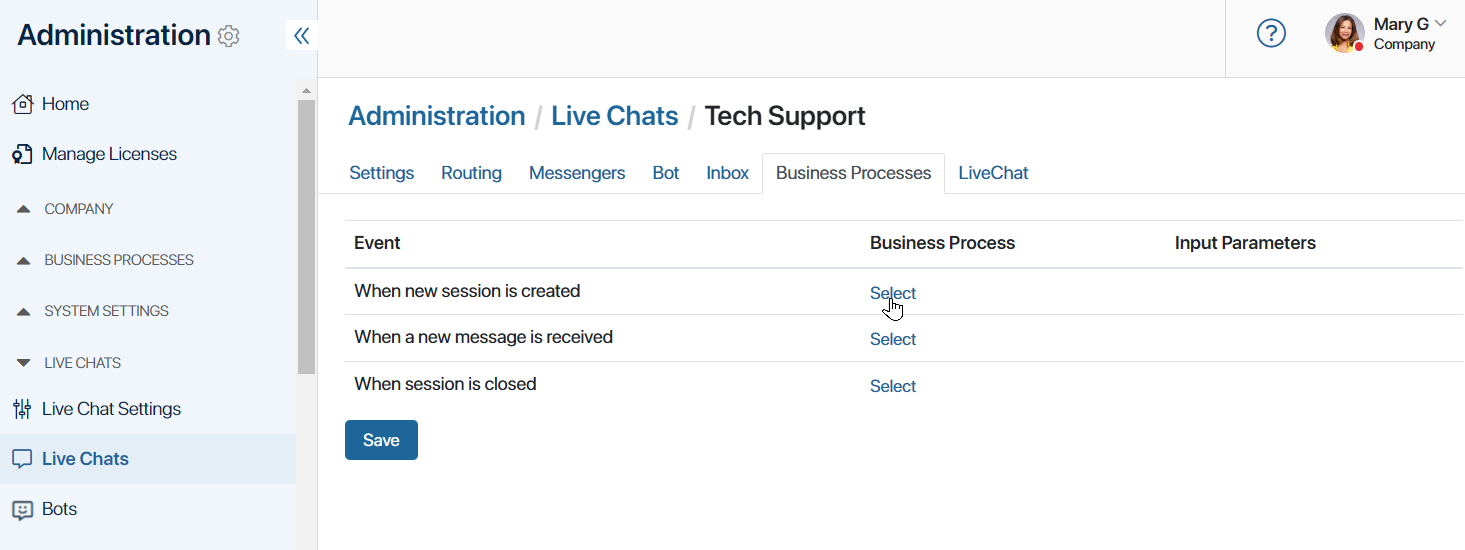 Administration
Home
Manage Licenses
COMPANY
BUSINESS PROCESSES
SYSTEM SETTINGS
LIVE CHATS
Live Chat Settings
Live Chats
Bots
? Mary G
Company
Administration / Live Chats / Tech Support
Settings Routing Messengers Bot Inbox Business Processes LiveChat
Event Business Process Input Parameters
When new session is created Select
When a new message is received Select
When session is closed Select
Save